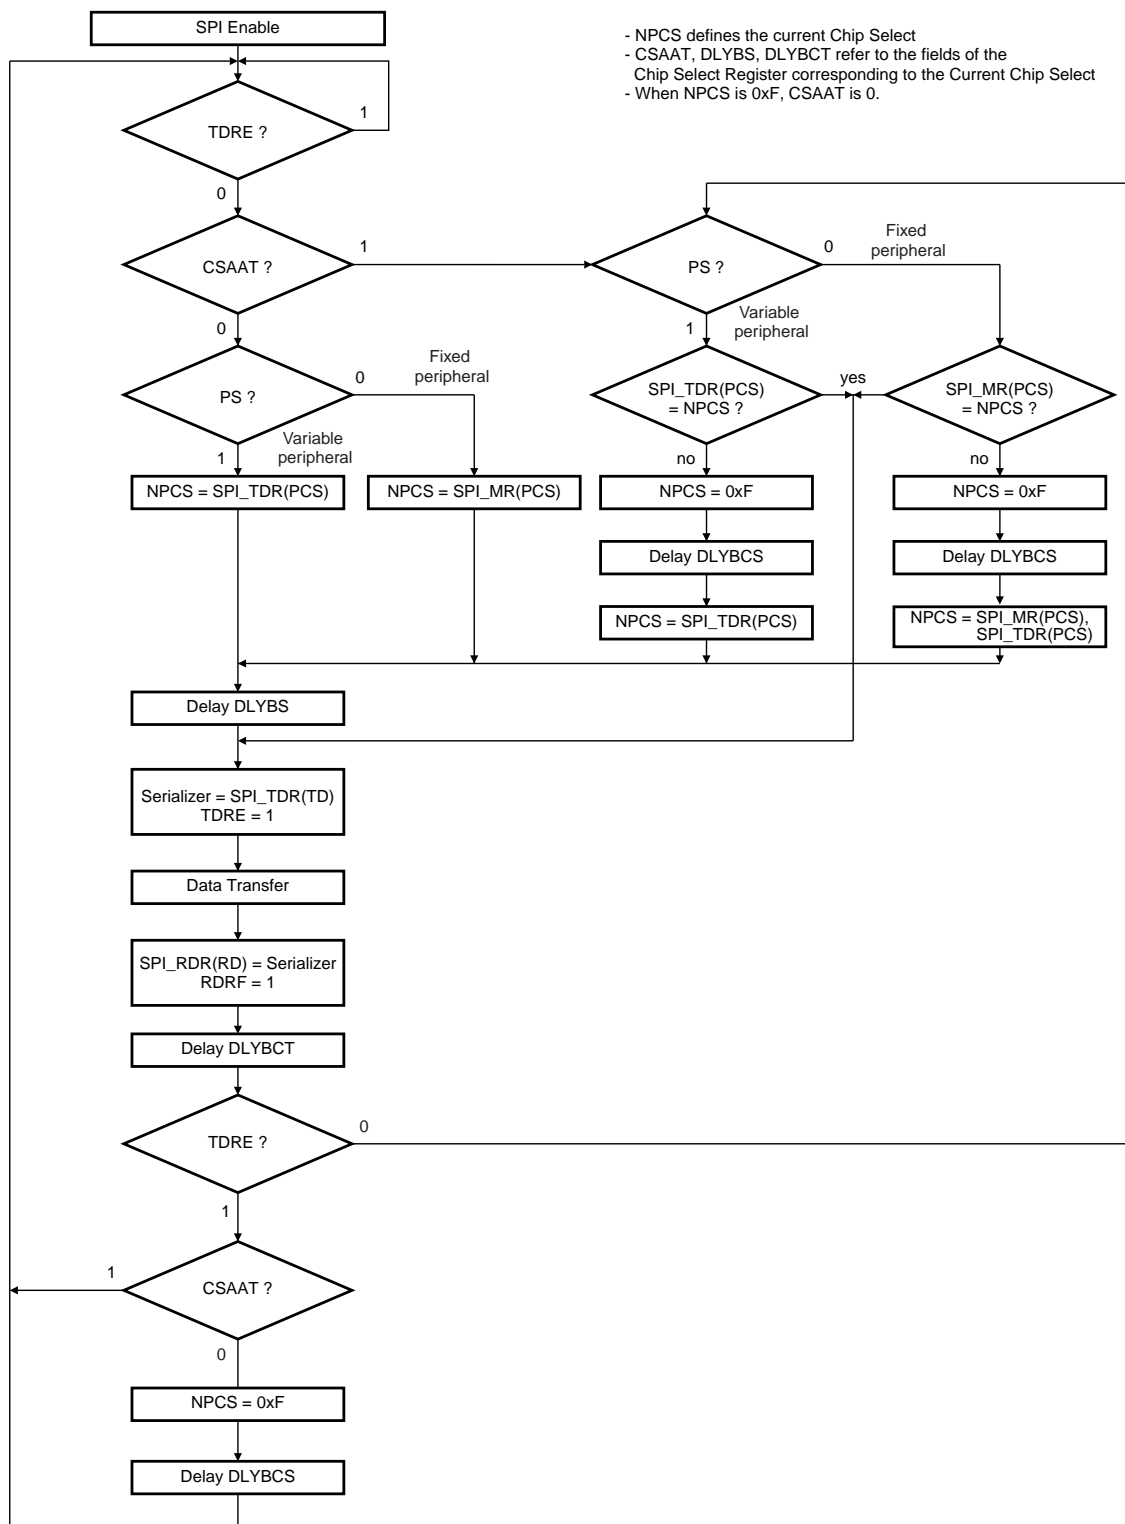 SPI Enable
- NPCS defines the current Chip Select
- CSAAT, DLYBS, DLYBCT refer to the fields of the
Chip Select Register corresponding to the Current Chip Select
- When NPCS is 0xF, CSAAT is 0.
TDRE ?
1
0
CSAAT ?
1
0
PS ?
0
Fixed
peripheral
1
Variable
peripheral
PS ?
0
Fixed
peripheral
1
Variable
peripheral
SPI_TDR(PCS)
= NPCS ?
yes
SPI_MR(PCS)
= NPCS ?
no
no
NPCS = SPI_TDR(PCS)
NPCS = SPI_MR(PCS)
NPCS = 0xF
NPCS = 0xF
Delay DLYBCS
Delay DLYBCS
NPCS = SPI_TDR(PCS)
NPCS = SPI_MR(PCS),
SPI_TDR(PCS)
Delay DLYBS
Serializer = SPI_TDR(TD)
TDRE = 1
Data Transfer
SPI_RDR(RD) = Serializer
RDRF = 1
Delay DLYBCT
TDRE ?
0
1
CSAAT ?
1
0
NPCS = 0xF
Delay DLYBCS